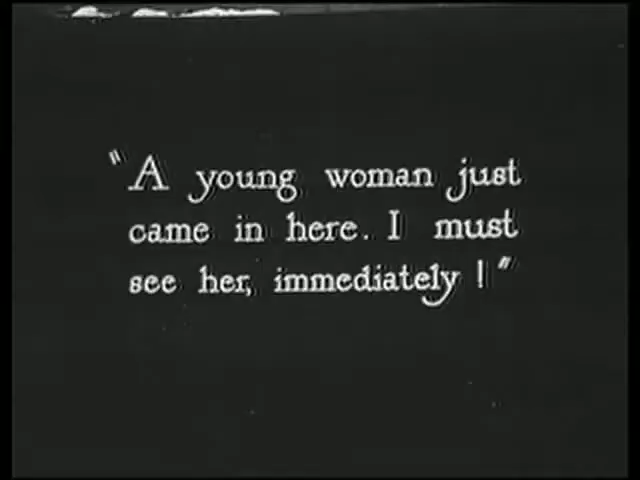 "A young woman just
came in here. I must
see her, immediately!"